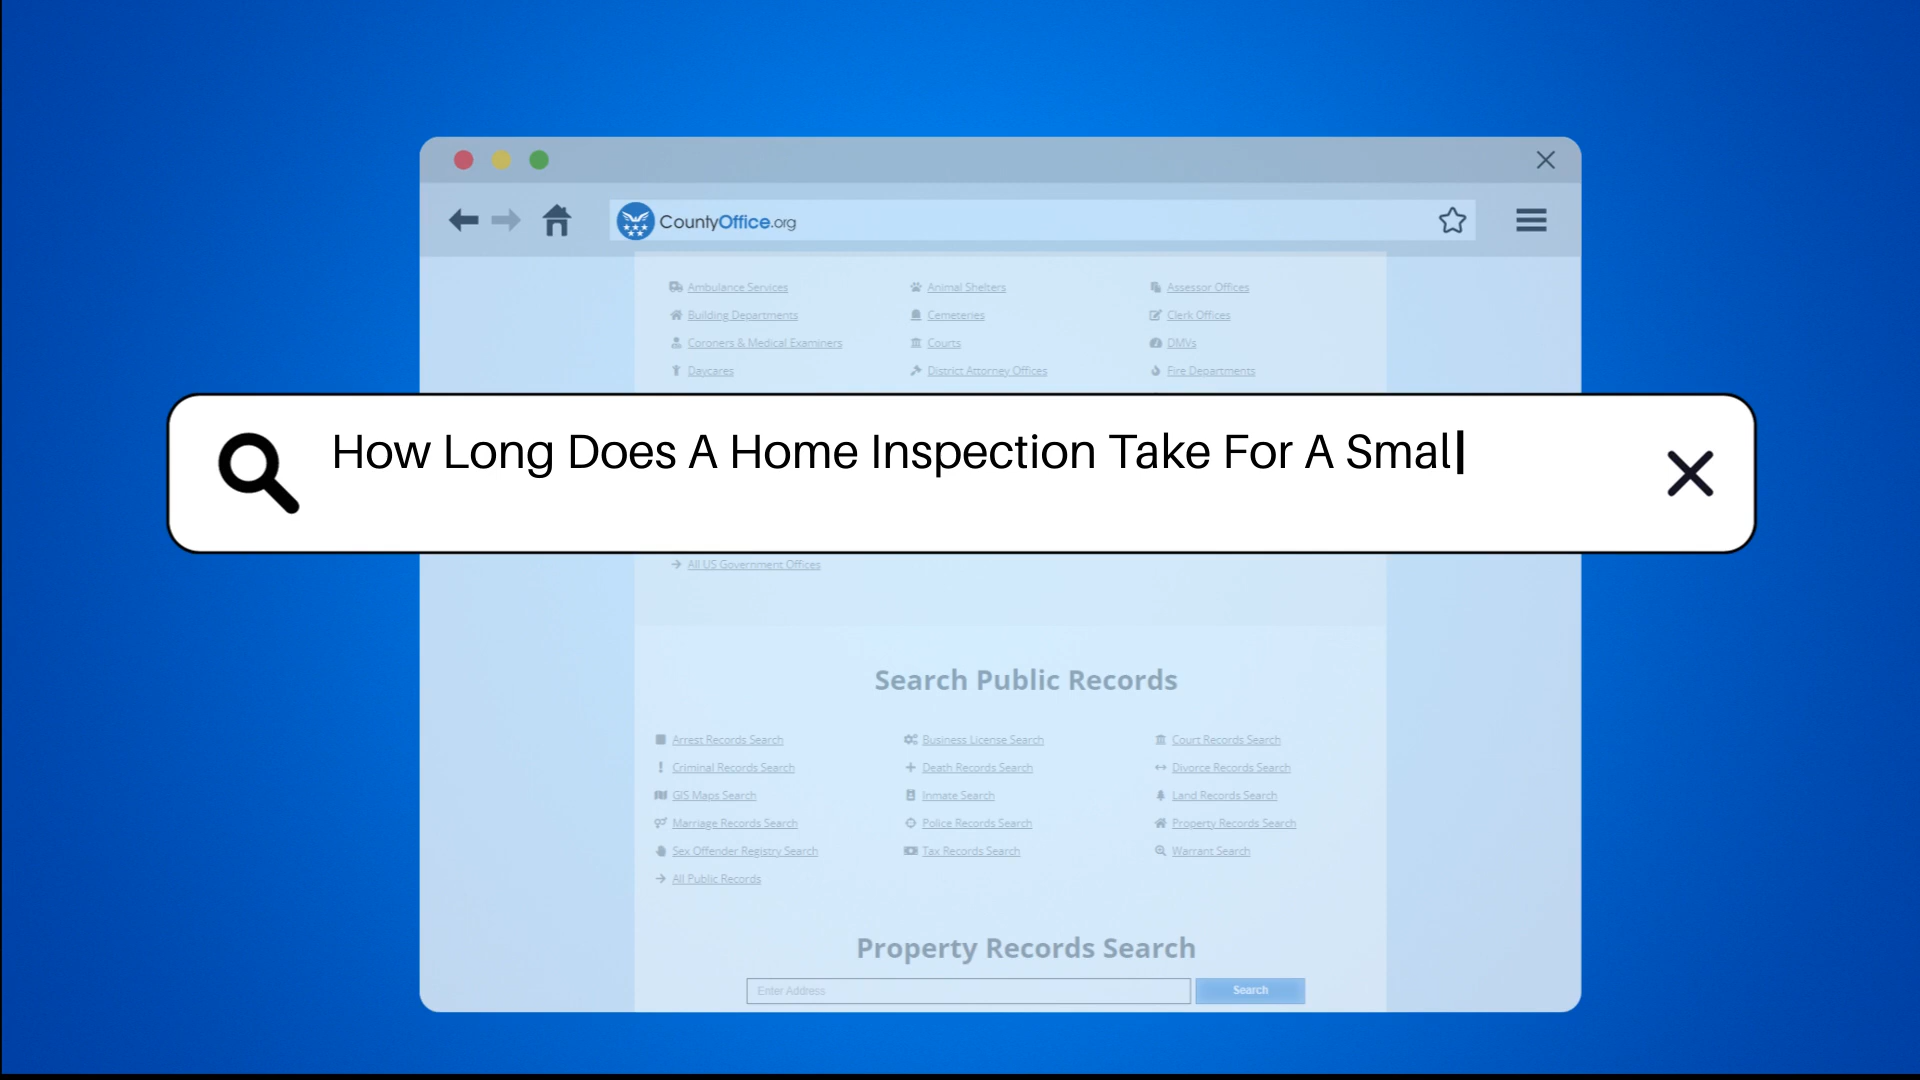 CountyOffice.org
Ambulance Services Animal Shelters Assessor Offices
Building Departments Cemeteries Clerk Offices
Coroners & Medical Examiners Courts DMVs
Daycares District Attorney Offices Fire Departments
How Long Does A Home Inspection Take For A Smal
All US Government Offices
Search Public Records
Arrest Records Search Business License Search Court Records Search
Criminal Records Search Death Records Search Divorce Records Search
GIS Maps Search Inmate Search Land Records Search
Marriage Records Search Police Records Search Property Records Search
Sex Offender Registry Search Tax Records Search Warrant Search
All Public Records
Property Records Search
Enter Address Search